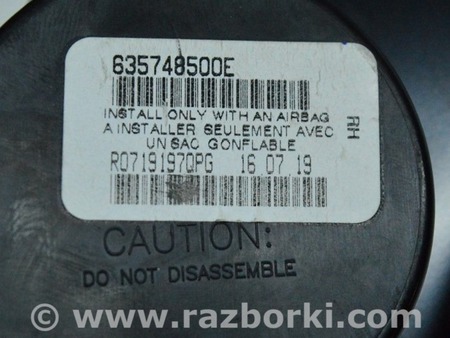 635748500E
INSTALL ONLY WITH AN AIRBAG
A INSTALLER SEULEMENT AVEC
UN SAC GONFLABLE
RH
R0719197QPG 16 07 19
CAUTION:
DO NOT DISASSEMBLE
© www.razborki.com